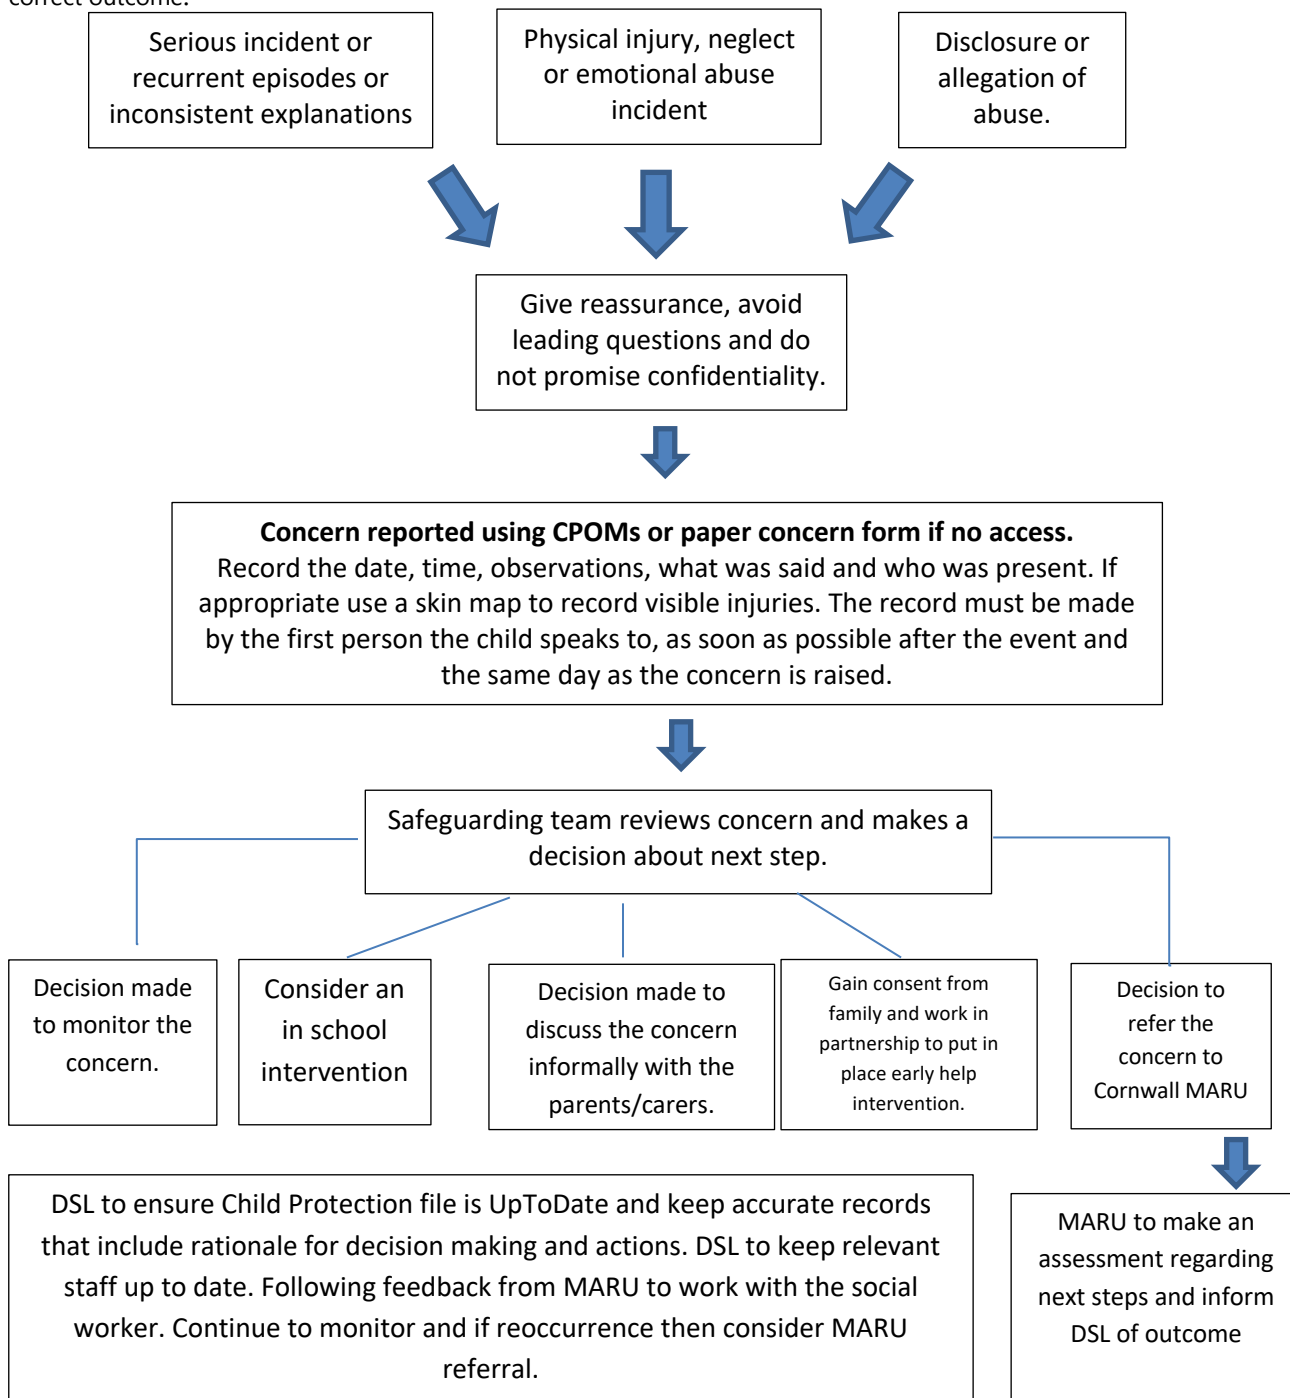 correct outcome.
Serious incident or
recurrent episodes or
inconsistent explanations
Physical injury, neglect
or emotional abuse
incident
Disclosure or
allegation of
abuse.
Give reassurance, avoid
leading questions and do
not promise confidentiality.
Concern reported using CPOMs or paper concern form if no access.
Record the date, time, observations, what was said and who was present. If
appropriate use a skin map to record visible injuries. The record must be made
by the first person the child speaks to, as soon as possible after the event and
the same day as the concern is raised.
Safeguarding team reviews concern and makes a
decision about next step.
Decision made
to monitor the
concern.
Consider an
in school
intervention
Decision made to
discuss the concern
informally with the
parents/carers.
Gain consent from
family and work in
partnership to put in
place early help
intervention.
Decision to
refer the
concern to
Cornwall MARU
DSL to ensure Child Protection file is UpToDate and keep accurate records
that include rationale for decision making and actions. DSL to keep relevant
staff up to date. Following feedback from MARU to work with the social
worker. Continue to monitor and if reoccurrence then consider MARU
referral.
MARU to make an
assessment regarding
next steps and inform
DSL of outcome